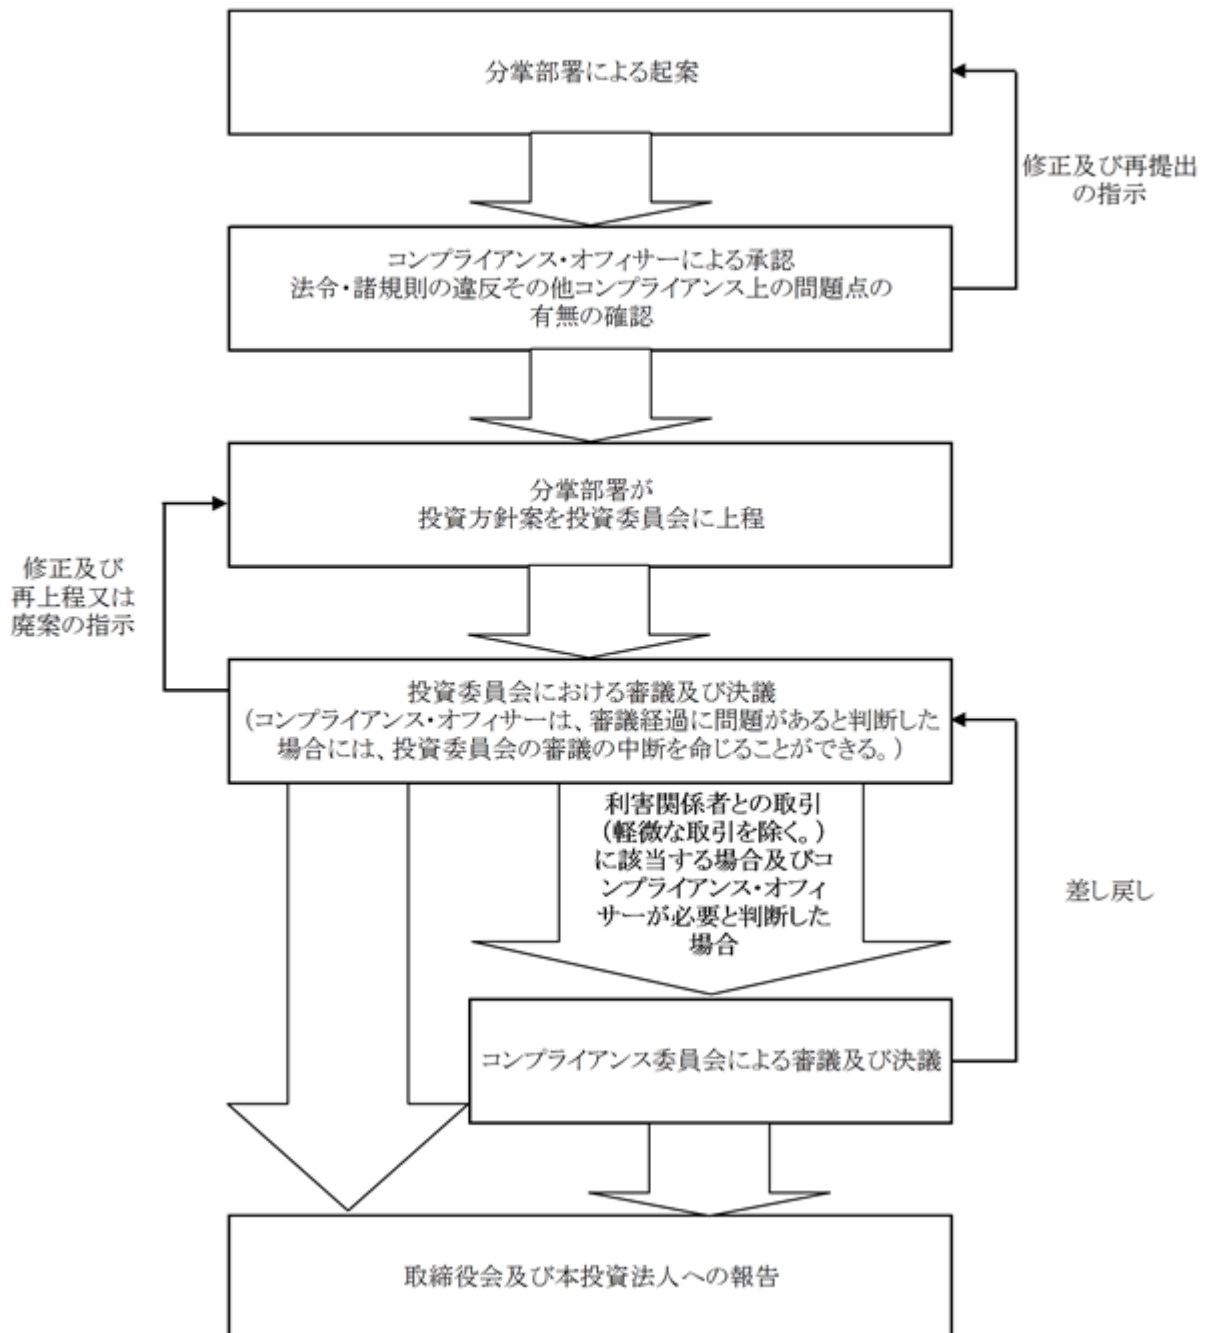 分掌部署による起案
修正及び再提出
の指示
コンプライアンス・オフィサーによる承認
法令・諸規則の違反その他コンプライアンス上の問題点の
有無の確認
分掌部署が
投資方針案を投資委員会に上程
修正及び
再上程又は
廃案の指示
投資委員会における審議及び決議
(コンプライアンス・オフィサーは、審議経過に問題があると判断した
場合には、投資委員会の審議の中断を命じることができる。)
利害関係者との取引
(軽微な取引を除く。)
に該当する場合及びコ
ンプライアンス・オフィ
サーが必要と判断した
場合
差し戻し
コンプライアンス委員会による審議及び決議
取締役会及び本投資法人への報告